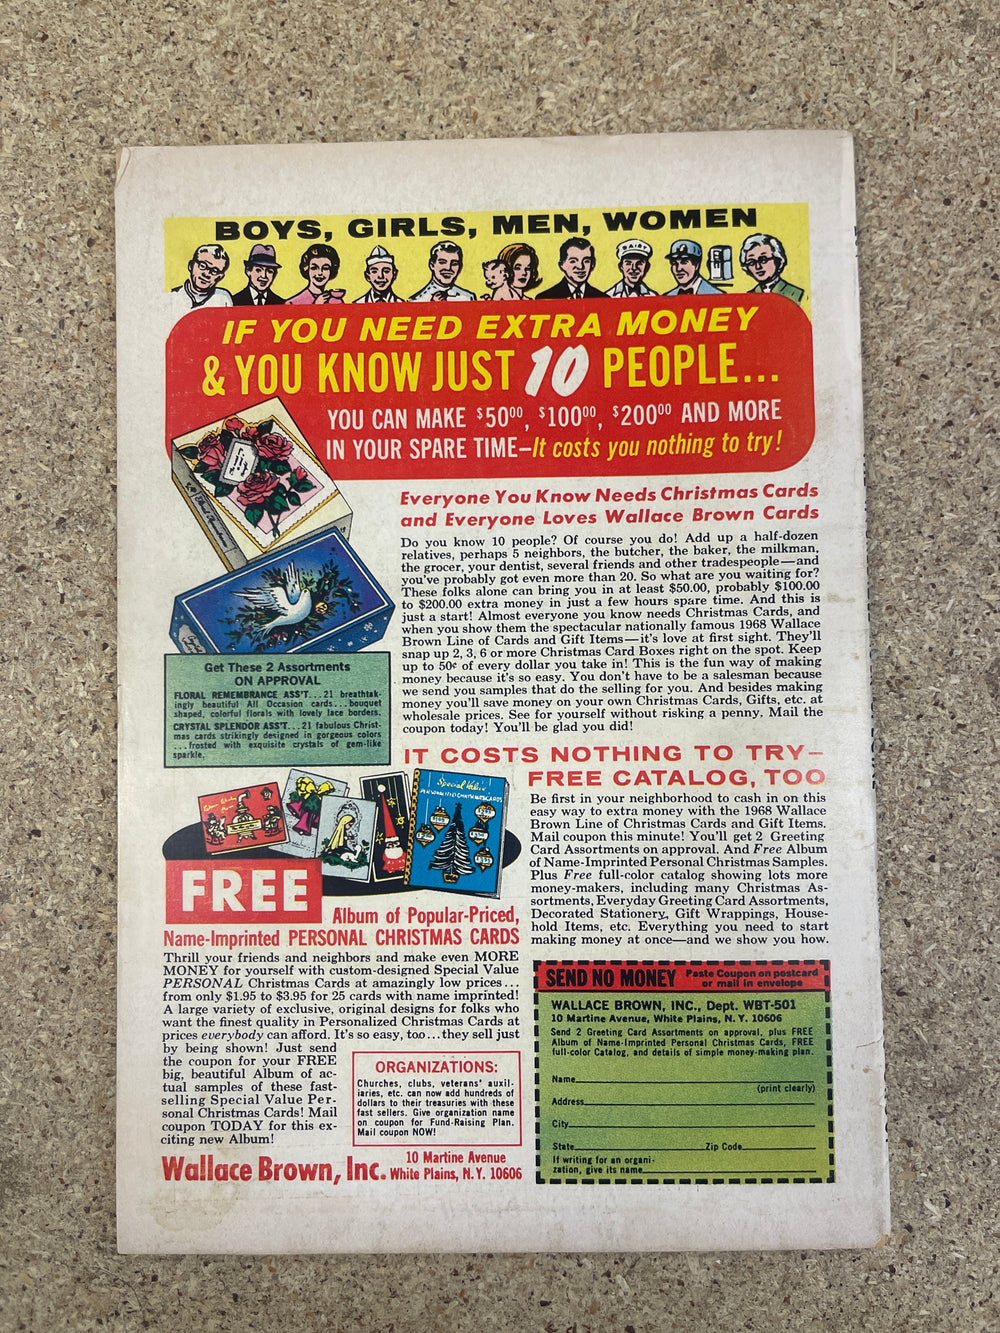 BOYS, GIRLS, MEN, WOMEN
DAIRY
IF YOU NEED EXTRA MONEY
& YOU KNOW JUST 10 PEOPLE...
YOU CAN MAKE $50⁰⁰, $100⁰⁰, $200⁰⁰ AND MORE
IN YOUR SPARE TIME—It costs you nothing to try!
Everyone You Know Needs Christmas Cards
and Everyone Loves Wallace Brown Cards
Do you know 10 people? Of course you do! Add up a half-dozen
relatives, perhaps 5 neighbors, the butcher, the baker, the milkman,
the grocer, your dentist, several friends and other tradespeople—and
you've probably got even more than 20. So what are you waiting for?
These folks alone can bring you in at least $50.00, probably $100.00
to $200.00 extra money in just a few hours spare time. And this is
just a start! Almost everyone you know needs Christmas Cards, and
when you show them the spectacular nationally famous 1968 Wallace
Brown Line of Cards and Gift Items—it's love at first sight. They'll
snap up 2, 3, 6 or more Christmas Card Boxes right on the spot. Keep
up to 50¢ of every dollar you take in! This is the fun way of making
money because it's so easy. You don't have to be a salesman because
we send you samples that do the selling for you. And besides making
money you'll save money on your own Christmas Cards, Gifts, etc. at
wholesale prices. See for yourself without risking a penny. Mail the
coupon today! You'll be glad you did!
Get These 2 Assortments
ON APPROVAL
FLORAL REMEMBRANCE ASS'T...21 breathtak-
ingly beautiful All Occasion cards...bouquet
shaped, colorful florals with lovely lace borders.
CRYSTAL SPLENDOR ASS'T...21 fabulous Christ-
mas cards strikingly designed in gorgeous colors
...frosted with exquisite crystals of gem-like
sparkle.
IT COSTS NOTHING TO TRY—
FREE CATALOG, TOO
Be first in your neighborhood to cash in on this
easy way to extra money with the 1968 Wallace
Brown Line of Christmas Cards and Gift Items.
Mail coupon this minute! You'll get 2 Greeting
Card Assortments on approval. And Free Album
of Name-Imprinted Personal Christmas Samples.
Plus Free full-color catalog showing lots more
money-makers, including many Christmas As-
sortments, Everyday Greeting Card Assortments,
Decorated Stationery, Gift Wrappings, House-
hold Items, etc. Everything you need to start
making money at once—and we show you how.
Special Value
PERSONALIZED CHRISTMAS CARDS
FREE
Album of Popular-Priced,
Name-Imprinted PERSONAL CHRISTMAS CARDS
Thrill your friends and neighbors and make even MORE
MONEY for yourself with custom-designed Special Value
PERSONAL Christmas Cards at amazingly low prices...
from only $1.95 to $3.95 for 25 cards with name imprinted!
A large variety of exclusive, original designs for folks who
want the finest quality in Personalized Christmas Cards at
prices everybody can afford. It's so easy, too...they sell just
by being shown! Just send
the coupon for your FREE
big, beautiful Album of ac-
tual samples of these fast-
selling Special Value Per-
sonal Christmas Cards! Mail
coupon TODAY for this ex-
citing new Album!
ORGANIZATIONS:
Churches, clubs, veterans' auxil-
iaries, etc. can now add hundreds of
dollars to their treasuries with these
fast sellers. Give organization name
on coupon for Fund-Raising Plan.
Mail coupon NOW!
Wallace Brown, Inc. 10 Martine Avenue
White Plains, N.Y. 10606
SEND NO MONEY Paste Coupon on postcard
or mail in envelope
WALLACE BROWN, INC., Dept. WBT-501
10 Martine Avenue, White Plains, N. Y. 10606
Send 2 Greeting Card Assortments on approval, plus FREE
Album of Name-Imprinted Personal Christmas Cards, FREE
full-color Catalog, and details of simple money-making plan.
Name
(print clearly)
Address
City
State Zip Code
If writing for an organi-
zation, give its name